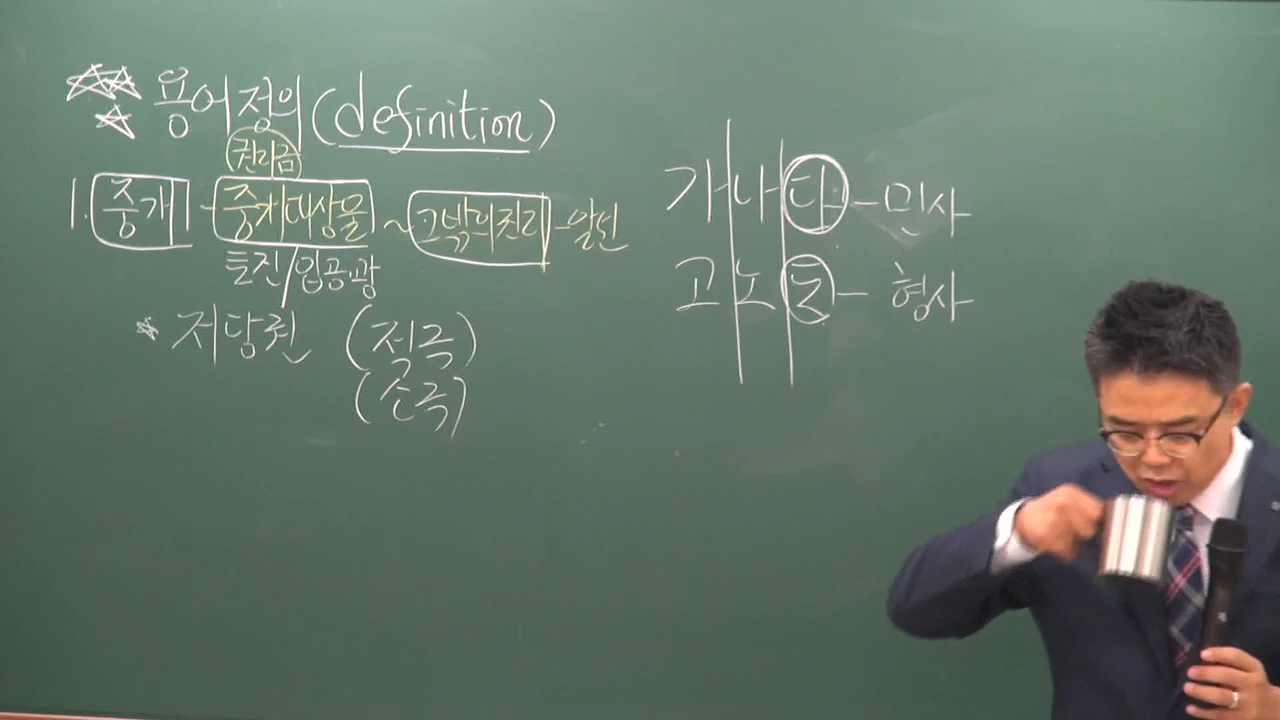 용어정의 (definition)
권리금
1. 중개 - 중개대상물 ~ 그밖의권리 - 알선
토진/입공.광
* 저당권 (적극)
(소극)
가 나 다 - 민사
고 노 도 - 형사